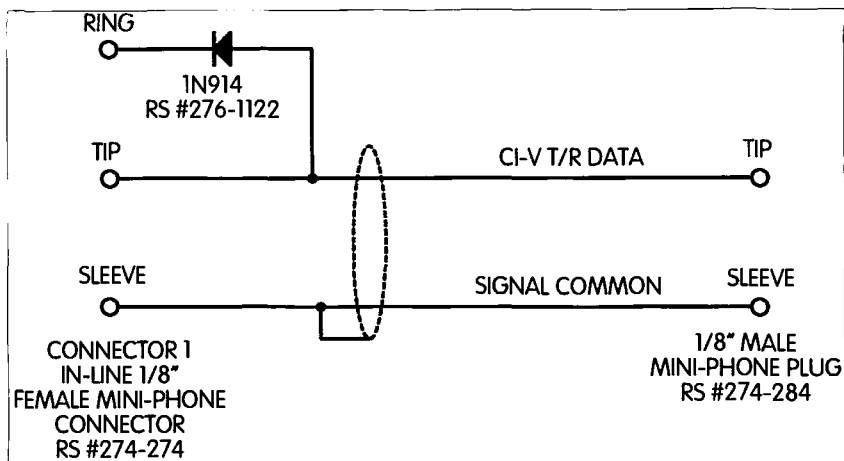 RING
1N914
RS #276-1122
TIP
CI-V T/R DATA
TIP
SLEEVE
SIGNAL COMMON
SLEEVE
CONNECTOR 1
IN-LINE 1/8"
FEMALE MINI-PHONE
CONNECTOR
RS #274-274
1/8" MALE
MINI-PHONE PLUG
RS #274-284